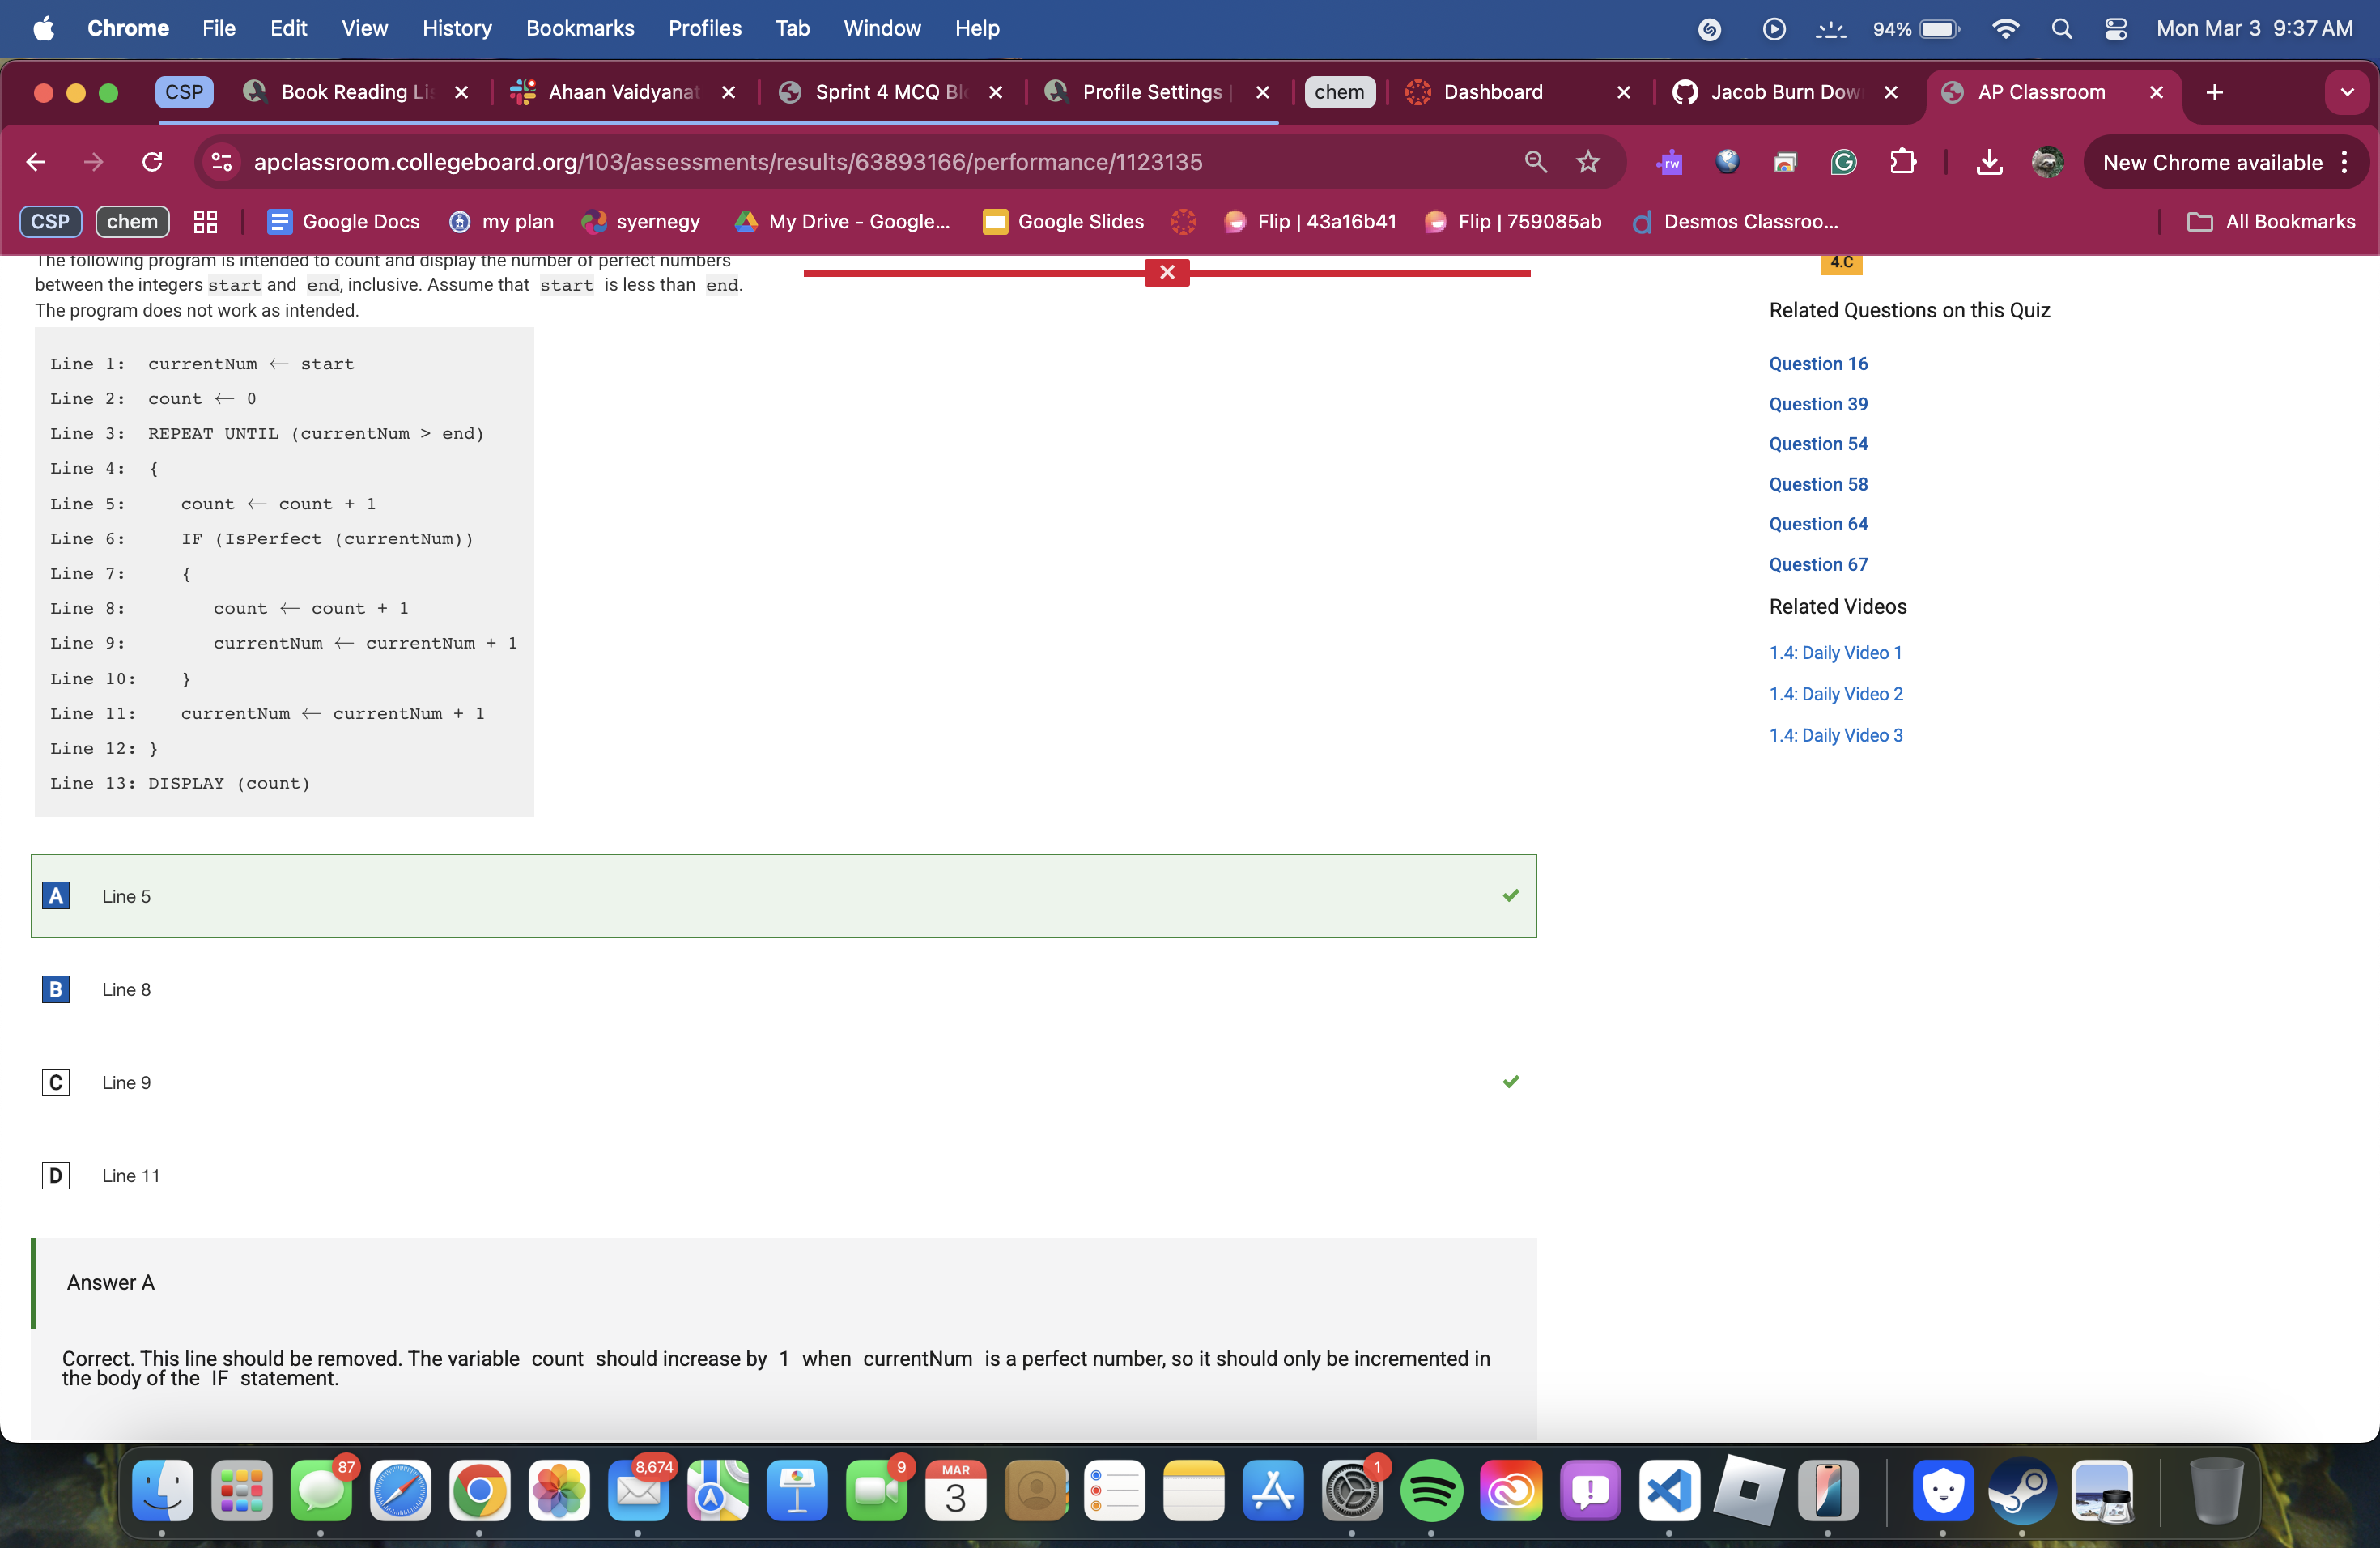 Chrome File Edit View History Bookmarks Profiles Tab Window Help 94% Mon Mar 3 9:37 AM
CSP Book Reading Lis Ahaan Vaidyanat Sprint 4 MCQ Blo Profile Settings | chem Dashboard Jacob Burn Dow AP Classroom
apclassroom.collegeboard.org/103/assessments/results/63893166/performance/1123135 rw New Chrome available
CSP chem Google Docs my plan syernegy My Drive - Google... Google Slides Flip | 43a16b41 Flip | 759085ab Desmos Classroo... All Bookmarks
The following program is intended to count and display the number of perfect numbers
between the integers start and end, inclusive. Assume that start is less than end.
The program does not work as intended.
Line 1: currentNum ← start
Line 2: count ← 0
Line 3: REPEAT UNTIL (currentNum > end)
Line 4: {
Line 5: count ← count + 1
Line 6: IF (IsPerfect (currentNum))
Line 7: {
Line 8: count ← count + 1
Line 9: currentNum ← currentNum + 1
Line 10: }
Line 11: currentNum ← currentNum + 1
Line 12: }
Line 13: DISPLAY (count)
A Line 5
B Line 8
C Line 9
D Line 11
Answer A
Correct. This line should be removed. The variable count should increase by 1 when currentNum is a perfect number, so it should only be incremented in
the body of the IF statement.
4.C
Related Questions on this Quiz
Question 16
Question 39
Question 54
Question 58
Question 64
Question 67
Related Videos
1.4: Daily Video 1
1.4: Daily Video 2
1.4: Daily Video 3
87 8,674 9 MAR 3 1